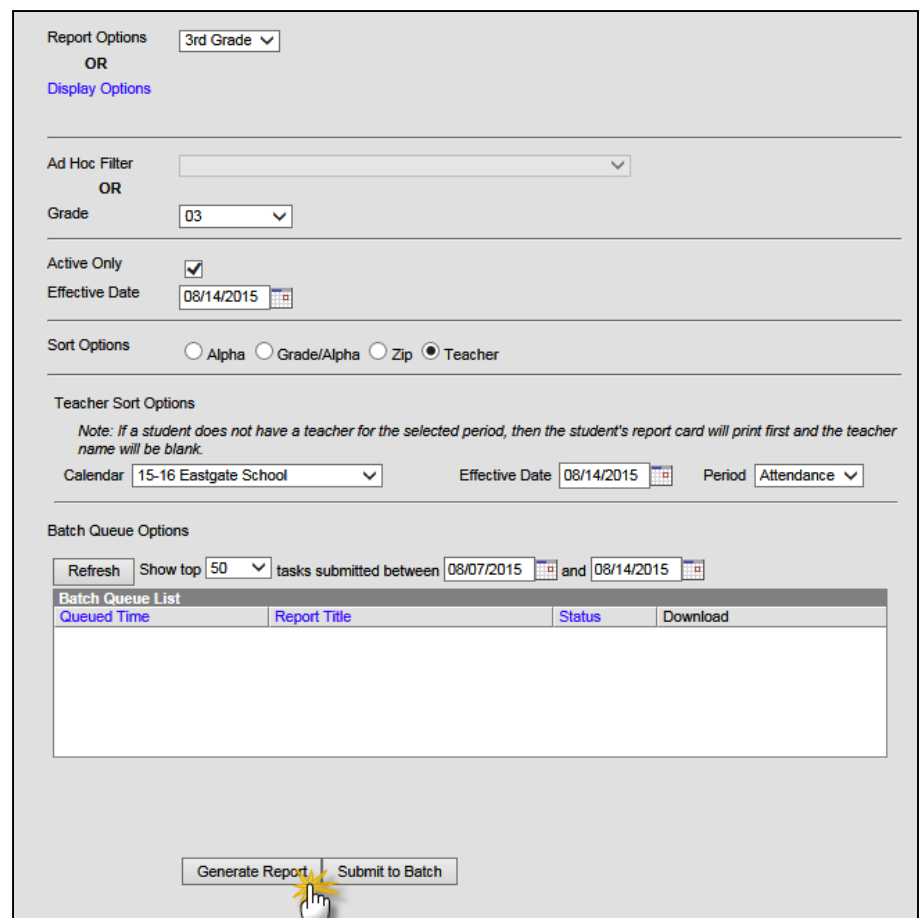 Report Options 3rd Grade
OR
Display Options
Ad Hoc Filter
OR
Grade 03
Active Only
Effective Date 08/14/2015
Sort Options Alpha Grade/Alpha Zip Teacher
Teacher Sort Options
Note: If a student does not have a teacher for the selected period, then the student's report card will print first and the teacher
name will be blank.
Calendar 15-16 Eastgate School Effective Date 08/14/2015 Period Attendance
Batch Queue Options
Refresh Show top 50 tasks submitted between 08/07/2015 and 08/14/2015
Batch Queue List
Queued Time Report Title Status Download
Generate Report Submit to Batch